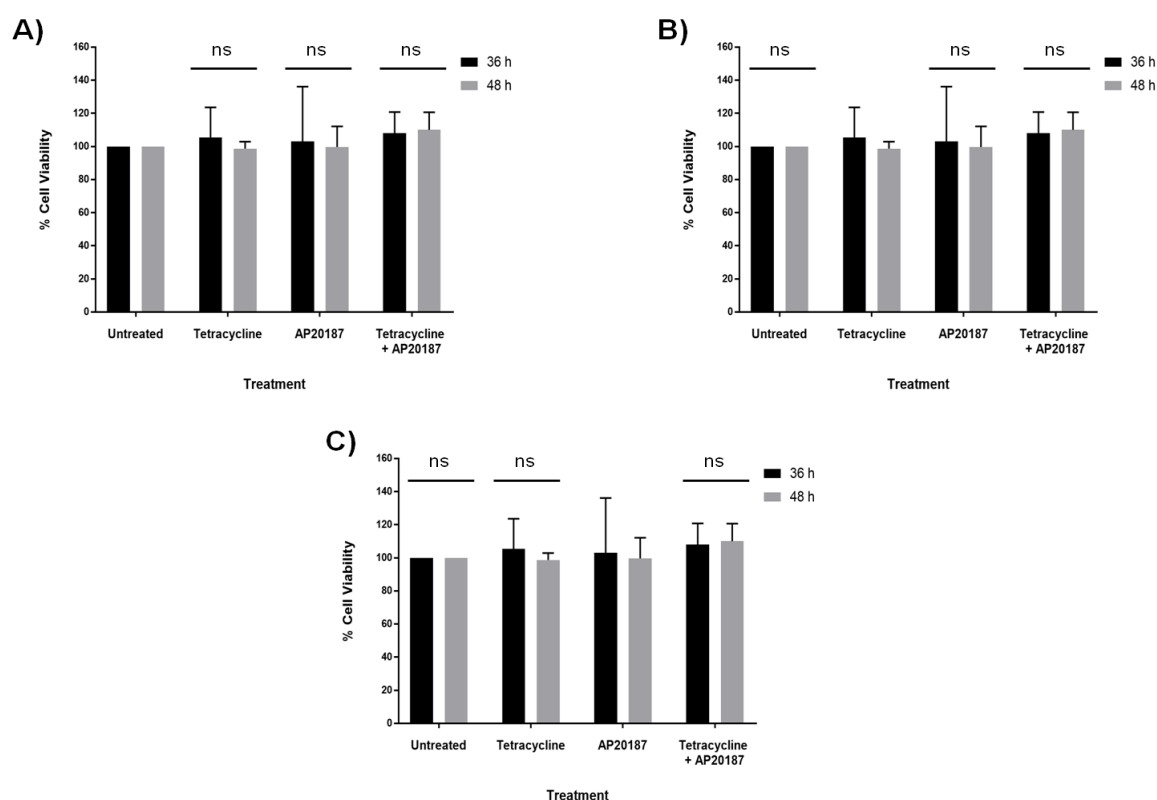 A)
ns ns ns
160
140
120
100
80
60
40
20
0
% Cell Viability
36 h
48 h
Untreated Tetracycline AP20187 Tetracycline
+ AP20187
Treatment
B)
ns ns ns
160
140
120
100
80
60
40
20
0
% Cell Viability
36 h
48 h
Untreated Tetracycline AP20187 Tetracycline
+ AP20187
Treatment
C)
ns ns ns
160
140
120
100
80
60
40
20
0
% Cell Viability
36 h
48 h
Untreated Tetracycline AP20187 Tetracycline
+ AP20187
Treatment